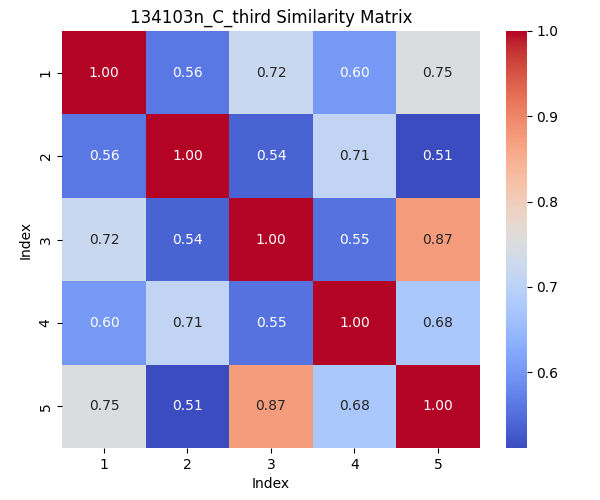 134103n_C_third Similarity Matrix
1.0
1 1.00 0.56 0.72 0.60 0.75
0.9
2 0.56 1.00 0.54 0.71 0.51
0.8
Index
3 0.72 0.54 1.00 0.55 0.87
0.7
4 0.60 0.71 0.55 1.00 0.68
0.6
5 0.75 0.51 0.87 0.68 1.00
1 2 3 4 5
Index